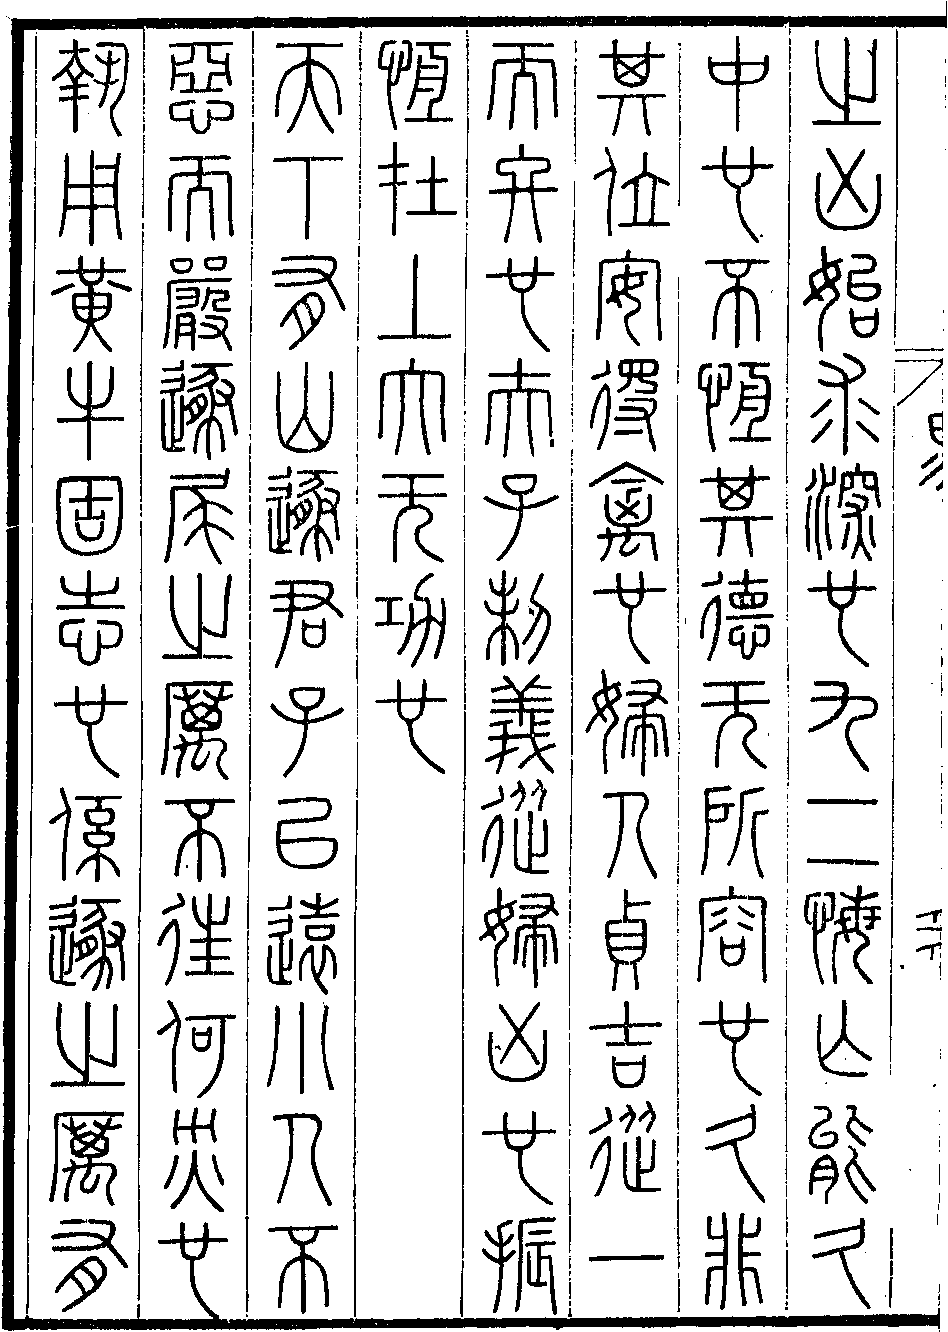 之凶始求深也九二悔亡能久
中也不恆其德无所容也久非
其位安得禽也婦人貞吉從一
而終也夫子制義從婦凶也振
恆在上大无功也
天下有山遯君子以遠小人不
惡而嚴遯尾之厲不往何災也
執用黃牛固志也係遯之厲有